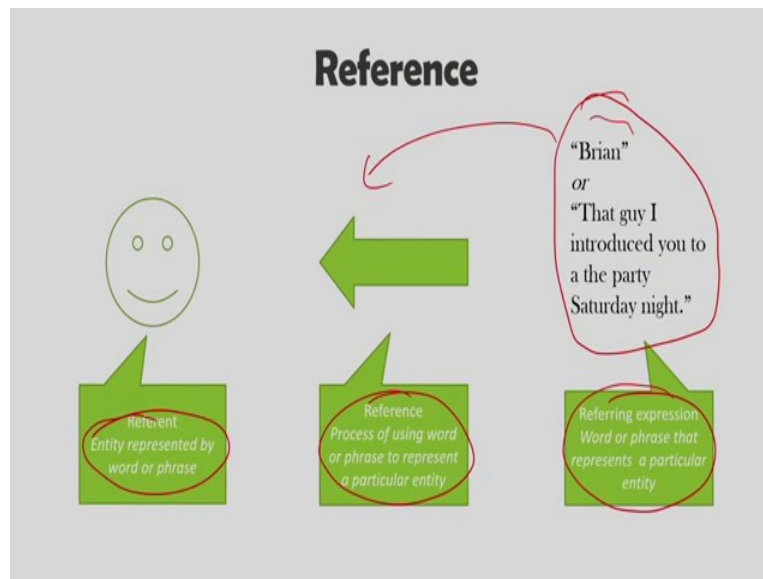 Reference
“Brian”
or
“That guy I
introduced you to
a the party
Saturday night.”
Referent
Entity represented by
word or phrase
Reference
Process of using word
or phrase to represent
a particular entity
Referring expression
Word or phrase that
represents a particular
entity